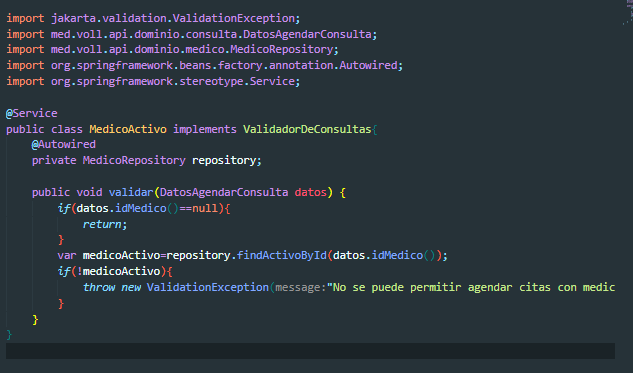 import jakarta.validation.ValidationException;
import med.voll.api.dominio.consulta.DatosAgendarConsulta;
import med.voll.api.dominio.medico.MedicoRepository;
import org.springframework.beans.factory.annotation.Autowired;
import org.springframework.stereotype.Service;
@Service
public class MedicoActivo implements ValidadorDeConsultas{
@Autowired
private MedicoRepository repository;
public void validar(DatosAgendarConsulta datos) {
if(datos.idMedico()==null){
return;
}
var medicoActivo=repository.findActivoById(datos.idMedico());
if(!medicoActivo){
throw new ValidationException(message:"No se puede permitir agendar citas con medic
}
}
}